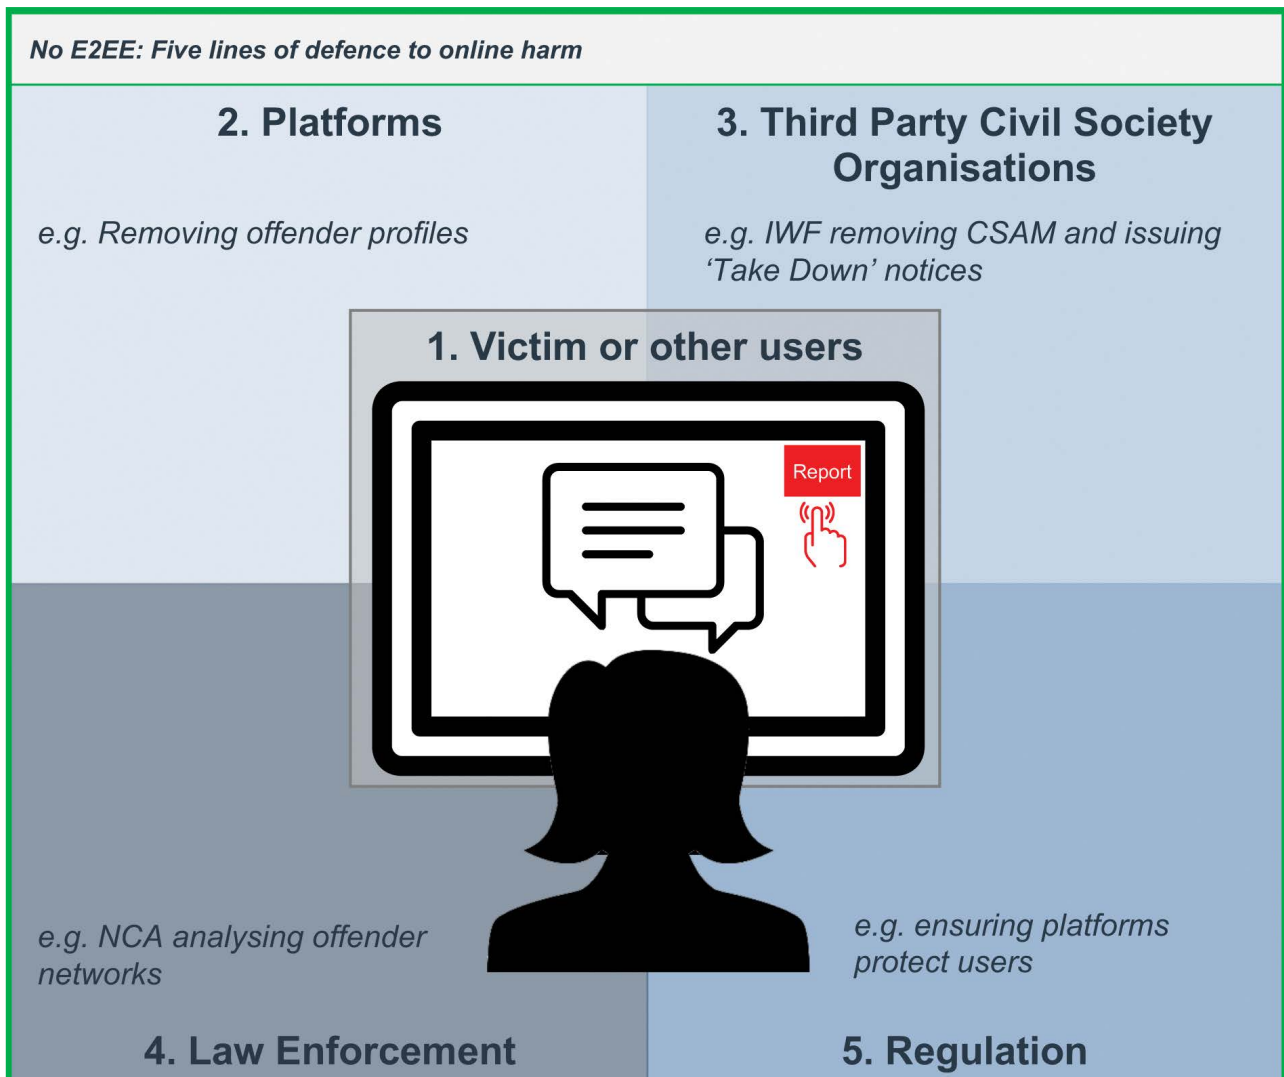 No E2EE: Five lines of defence to online harm
2. Platforms
e.g. Removing offender profiles
3. Third Party Civil Society
Organisations
e.g. IWF removing CSAM and issuing
‘Take Down’ notices
1. Victim or other users
Report
e.g. NCA analysing offender
networks
4. Law Enforcement
e.g. ensuring platforms
protect users
5. Regulation